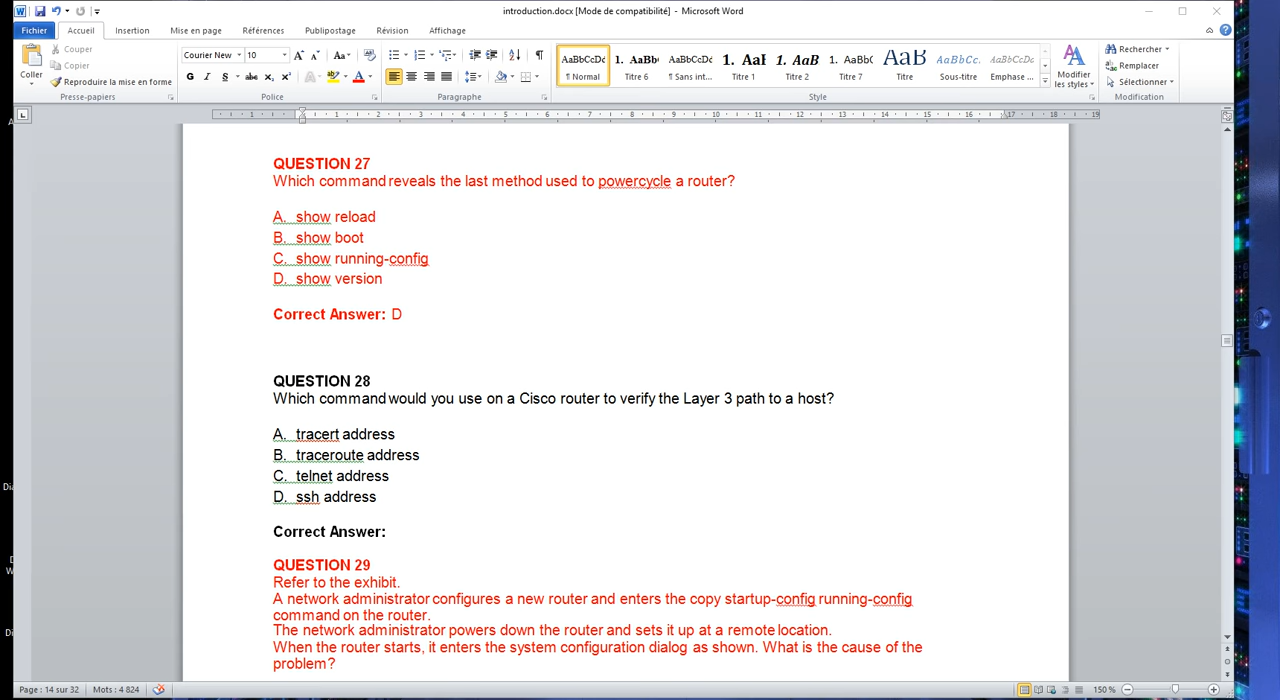 introduction.docx [Mode de compatibilité] - Microsoft Word
Fichier Accueil Insertion Mise en page Références Publipostage Révision Affichage
Coller
Couper
Copier
Reproduire la mise en forme
Presse-papiers
Courier New 10
Police
Paragraphe
AaBbCcDc AaBb AaBbCcDd 1. AaB 1. AaB 1. AaBbC AaB AaBbCc. AaBbCcDc
¶ Normal 1. Titre 6 ¶ Sans int... Titre 1 Titre 2 Titre 7 Titre Sous-titre Emphase ...
Style
Modifier
les styles
Rechercher
Remplacer
Sélectionner
Modification
QUESTION 27
Which command reveals the last method used to powercycle a router?
A. show reload
B. show boot
C. show running-config
D. show version
Correct Answer: D
QUESTION 28
Which command would you use on a Cisco router to verify the Layer 3 path to a host?
A. tracert address
B. traceroute address
C. telnet address
D. ssh address
Correct Answer:
QUESTION 29
Refer to the exhibit.
A network administrator configures a new router and enters the copy startup-config running-config
command on the router.
The network administrator powers down the router and sets it up at a remote location.
When the router starts, it enters the system configuration dialog as shown. What is the cause of the
problem?
Page : 14 sur 32 Mots : 4 824 150 %